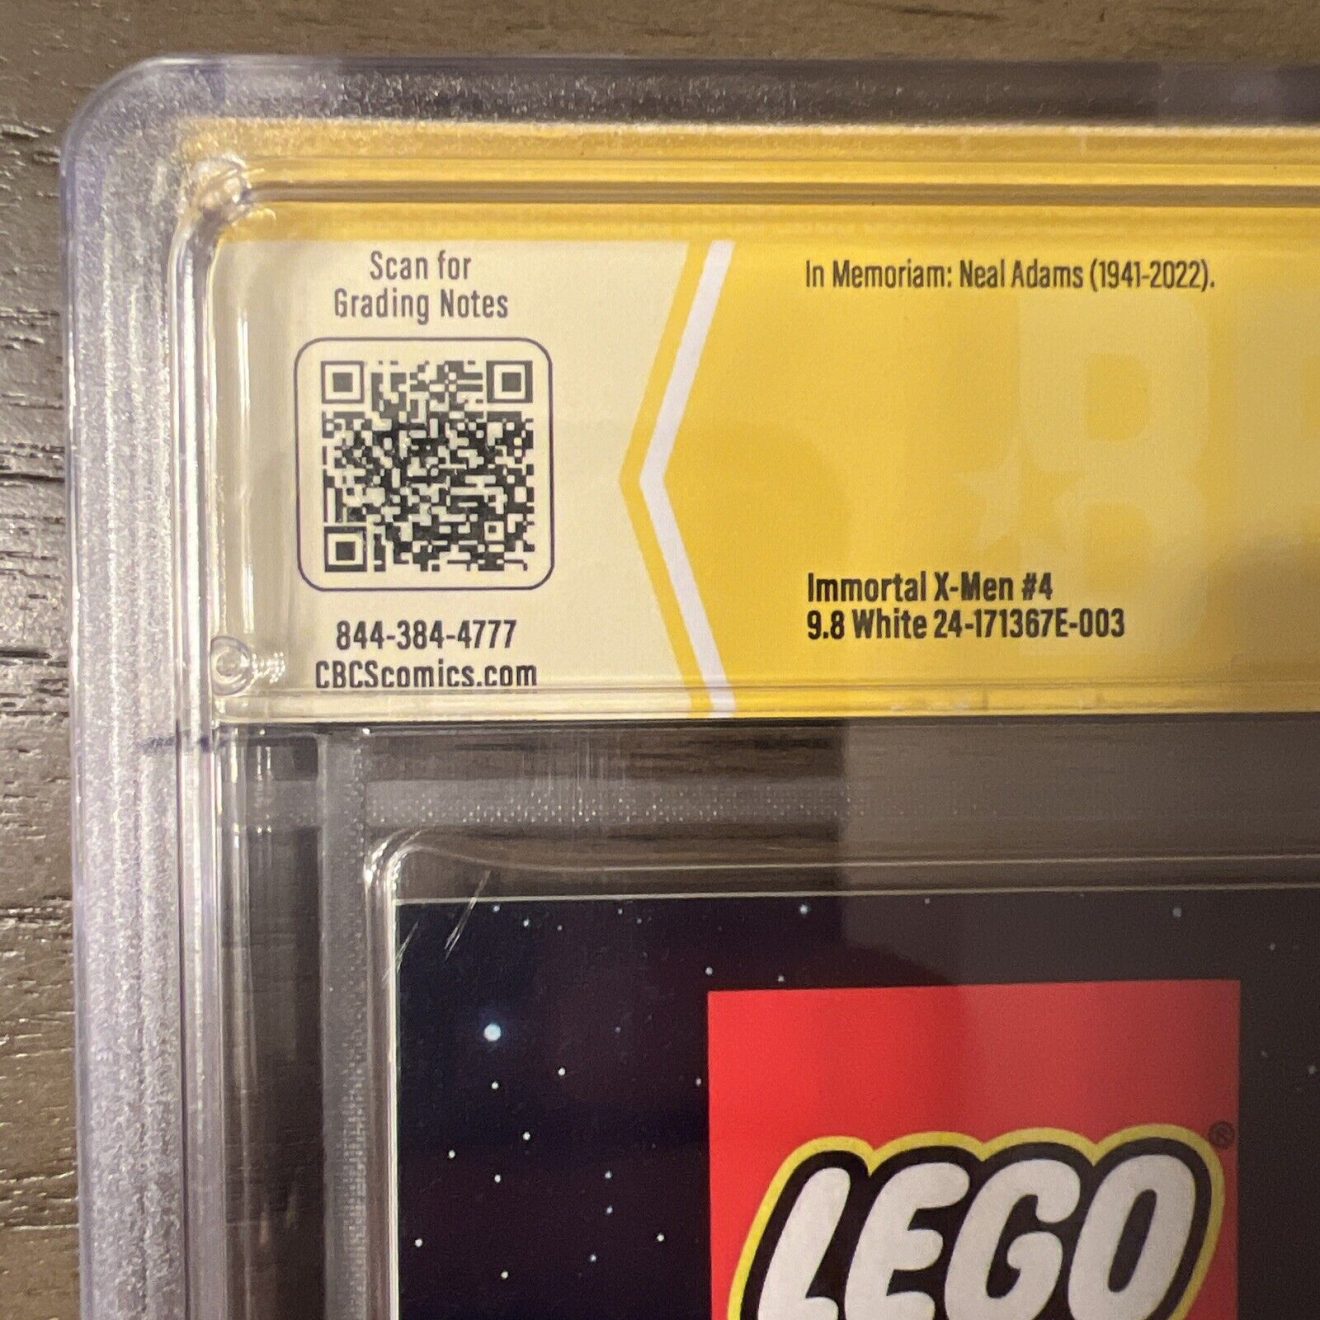 Scan for
Grading Notes
844-384-4777
CBCScomics.com
In Memoriam: Neal Adams (1941-2022).
Immortal X-Men #4
9.8 White 24-171367E-003
LEGO®